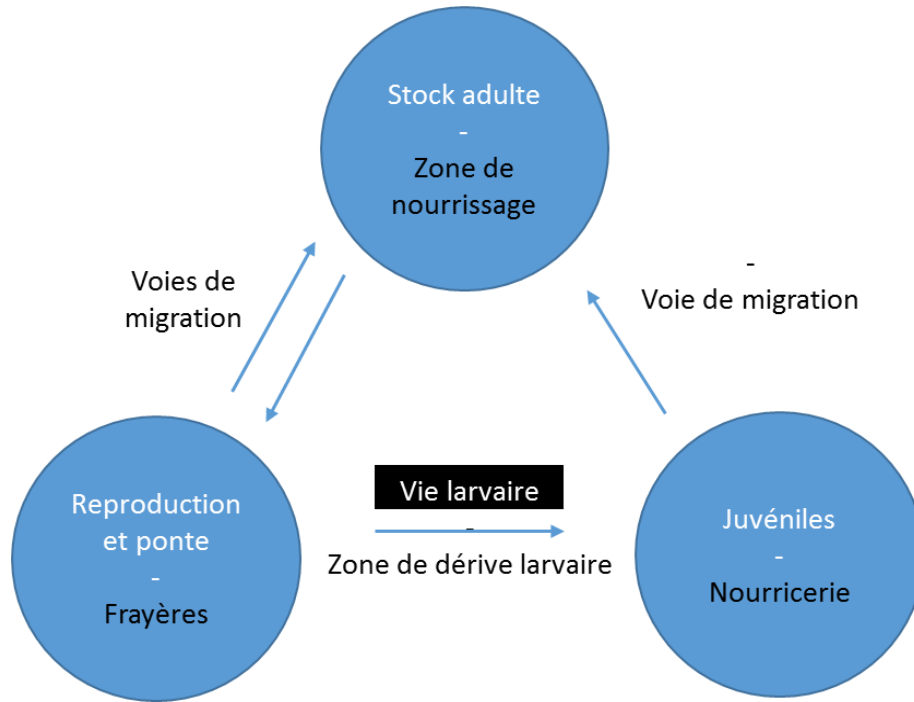 Stock adulte
-
Zone de
nourrissage
Voies de
migration
-
Voie de migration
Reproduction
et ponte
-
Frayères
Vie larvaire
-
Zone de dérive larvaire
Juvéniles
-
Nourricerie